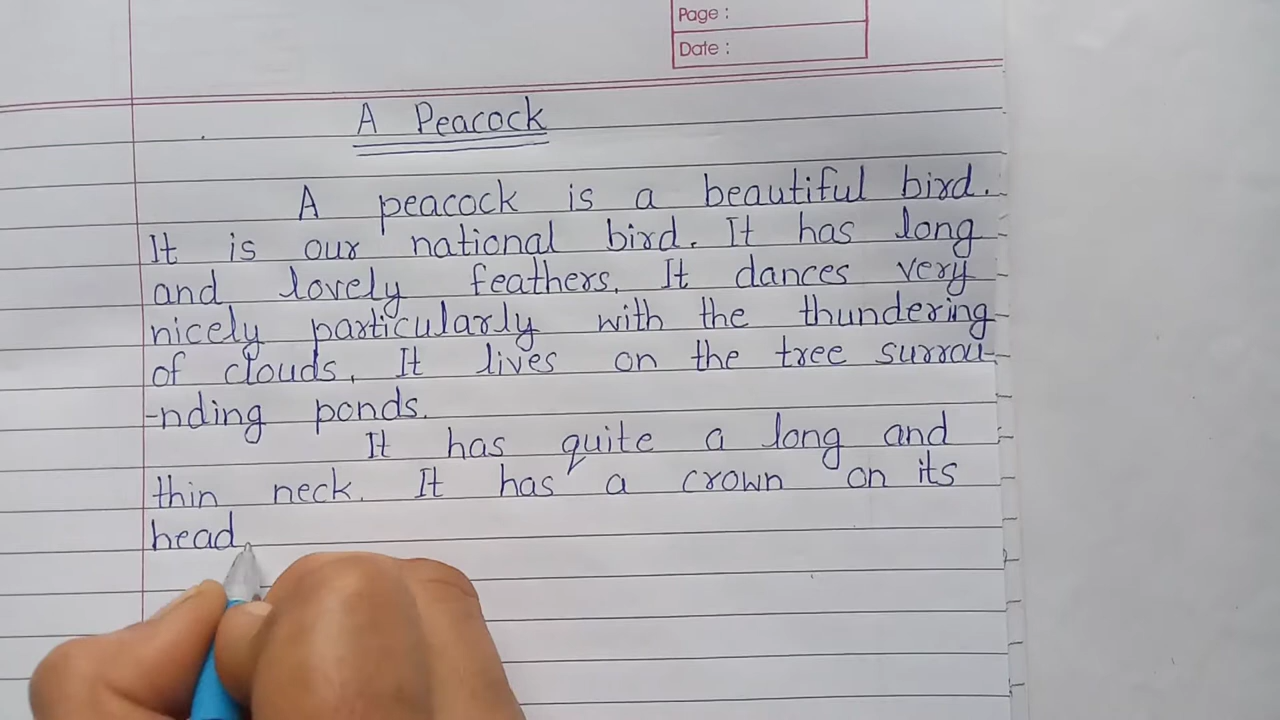 Page :
Date :
A Peacock
A peacock is a beautiful bird.
It is our national bird. It has long
and lovely feathers. It dances very
nicely particularly with the thundering
of clouds. It lives on the tree surrou-
-nding ponds.
It has quite a long and
thin neck. It has a crown on its
head